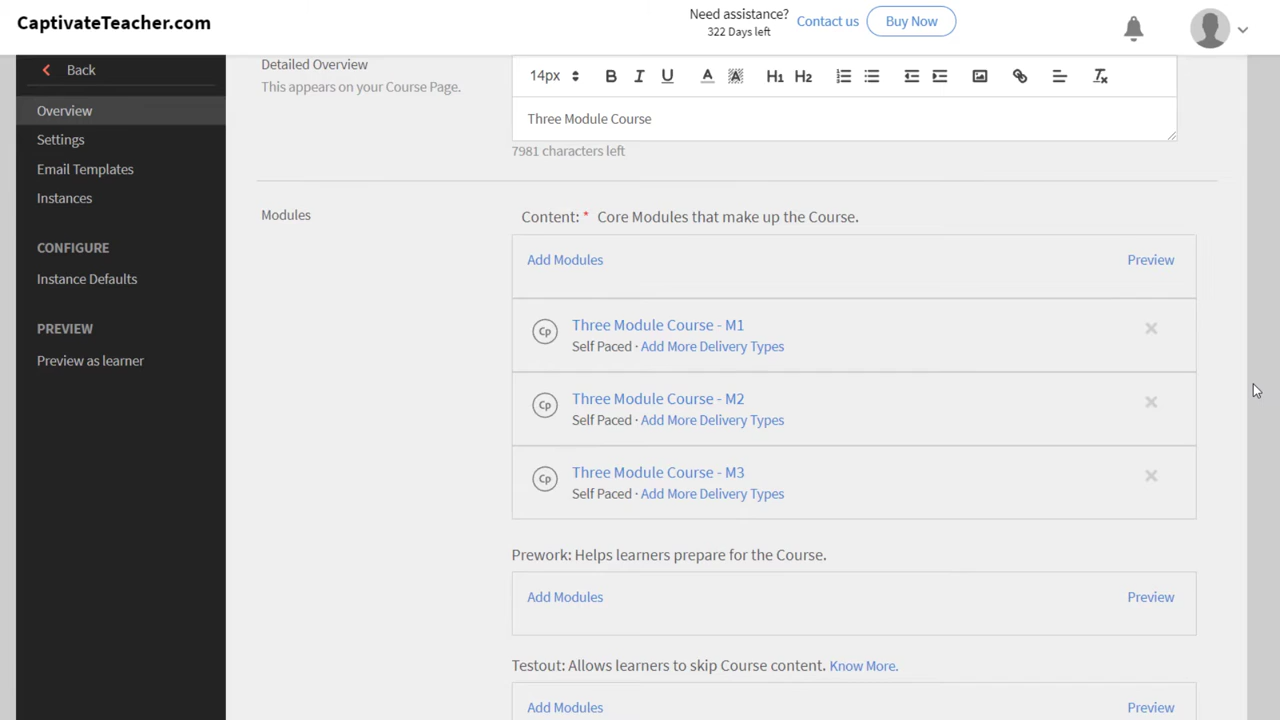 CaptivateTeacher.com
Need assistance?
322 Days left
Contact us
Buy Now
Back
Overview
Settings
Email Templates
Instances
CONFIGURE
Instance Defaults
PREVIEW
Preview as learner
Detailed Overview
This appears on your Course Page.
14px B I U A A H1 H2
Three Module Course
7981 characters left
Modules
Content: * Core Modules that make up the Course.
Add Modules Preview
Cp Three Module Course - M1
Self Paced · Add More Delivery Types
Cp Three Module Course - M2
Self Paced · Add More Delivery Types
Cp Three Module Course - M3
Self Paced · Add More Delivery Types
Prework: Helps learners prepare for the Course.
Add Modules Preview
Testout: Allows learners to skip Course content. Know More.
Add Modules Preview